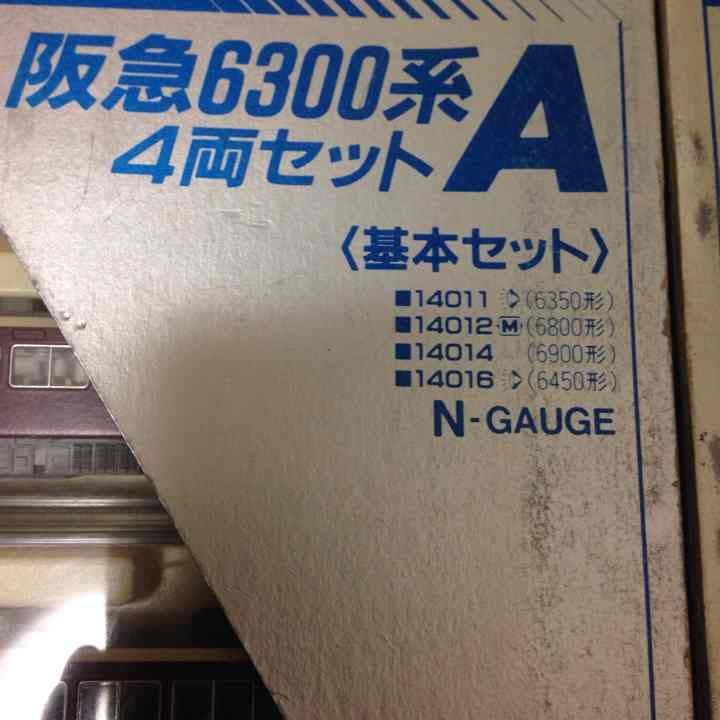 阪急6300系A
4両セット
〈基本セット〉
■14011 (6350形)
■14012 M (6800形)
■14014 (6900形)
■14016 (6450形)
N-GAUGE